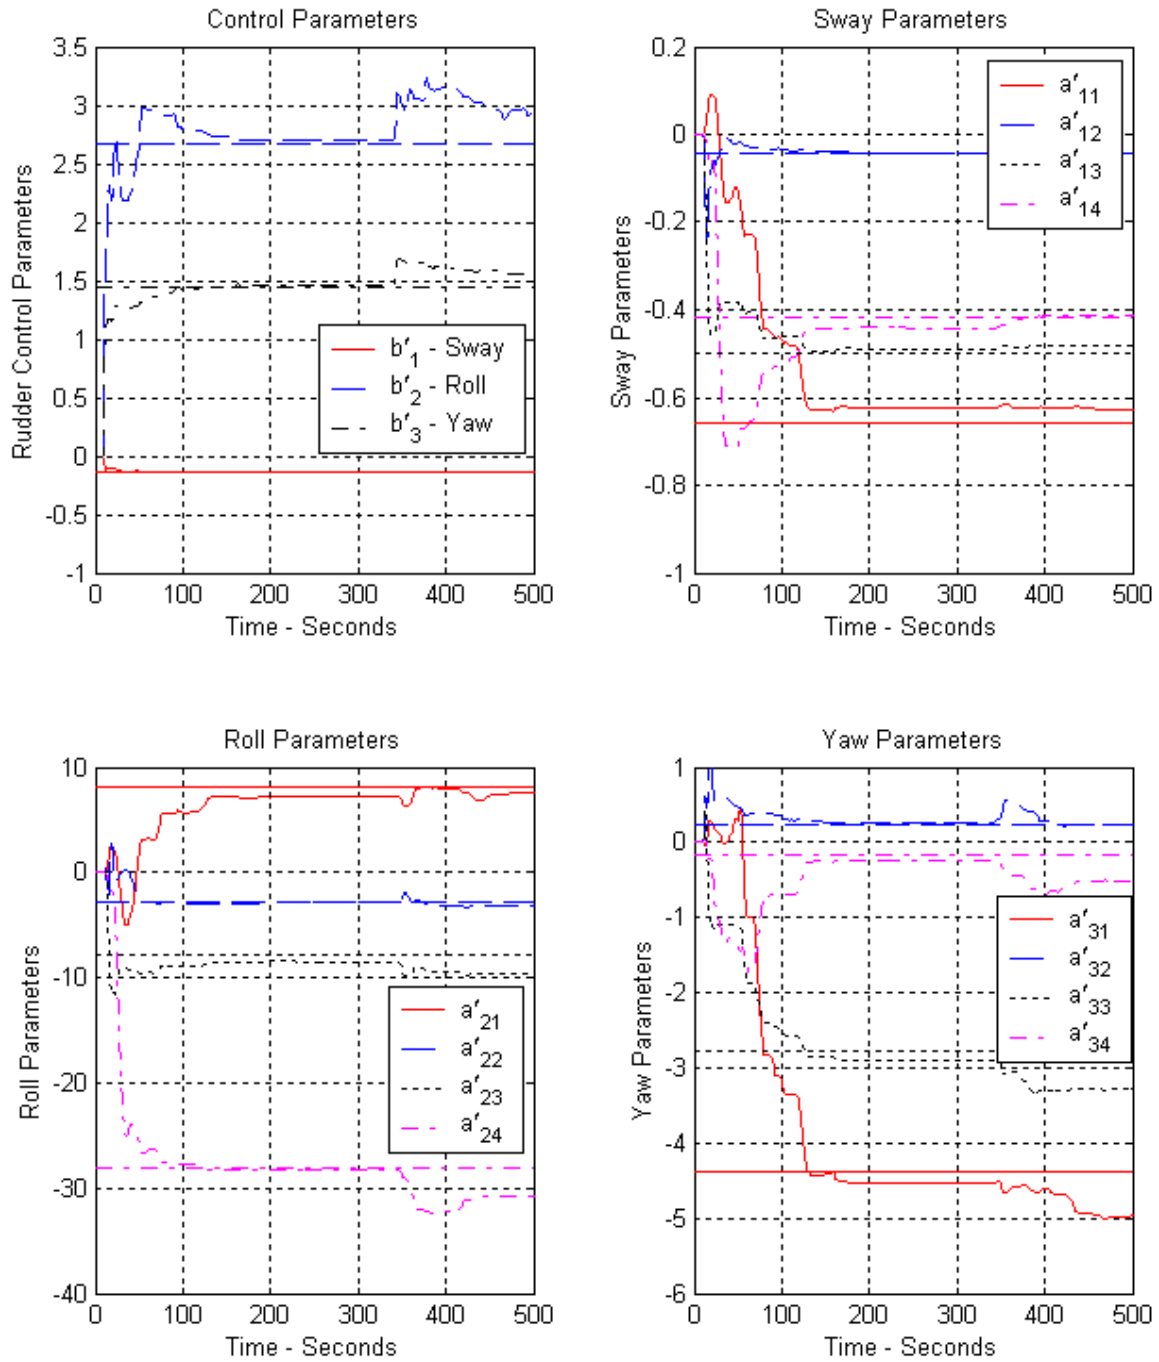 Control Parameters
Rudder Control Parameters
3.5
3
2.5
2
1.5
1
0.5
0
-0.5
-1
b′1 - Sway
b′2 - Roll
b′3 - Yaw
0 100 200 300 400 500
Time - Seconds
Sway Parameters
Sway Parameters
0.2
0
-0.2
-0.4
-0.6
-0.8
-1
a′11
a′12
a′13
a′14
0 100 200 300 400 500
Time - Seconds
Roll Parameters
Roll Parameters
10
0
-10
-20
-30
-40
a′21
a′22
a′23
a′24
0 100 200 300 400 500
Time - Seconds
Yaw Parameters
Yaw Parameters
1
0
-1
-2
-3
-4
-5
-6
a′31
a′32
a′33
a′34
0 100 200 300 400 500
Time - Seconds